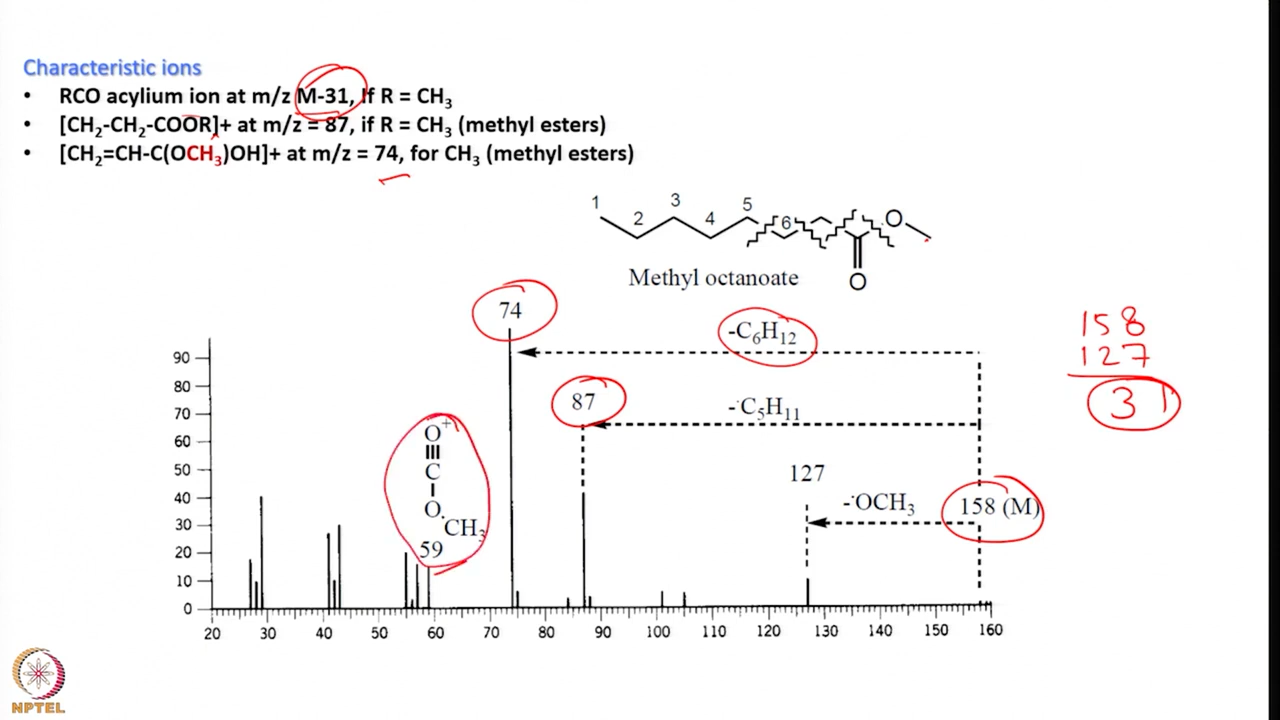 Characteristic ions
• RCO acylium ion at m/z M-31, if R = CH₃
• [CH₂-CH₂-COOR]+ at m/z = 87, if R = CH₃ (methyl esters)
• [CH₂=CH-C(OCH₃)OH]+ at m/z = 74, for CH₃ (methyl esters)
1 2 3 4 5 6 O
O
Methyl octanoate
74
-C₆H₁₂
158
127
31
87
-·C₅H₁₁
O⁺
C
O.
CH₃
59
127
-·OCH₃
158 (M)
90
80
70
60
50
40
30
20
10
0
20 30 40 50 60 70 80 90 100 110 120 130 140 150 160
NPTEL